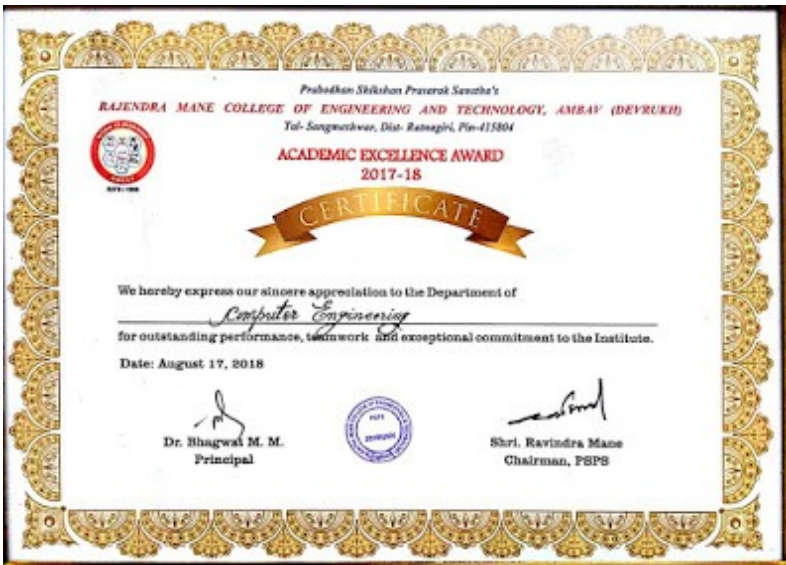 Prabodhan Shikshan Prasarak Sanstha's
RAJENDRA MANE COLLEGE OF ENGINEERING AND TECHNOLOGY, AMBAV (DEVRUKH)
Tal- Sangmeshwar, Dist- Ratnagiri, Pin-415804
ACADEMIC EXCELLENCE AWARD
2017-18
CERTIFICATE
We hereby express our sincere appreciation to the Department of
Computer Engineering
for outstanding performance, teamwork and exceptional commitment to the Institute.
Date: August 17, 2018
Dr. Bhagwat M. M.
Principal
Shri. Ravindra Mane
Chairman, PSPS